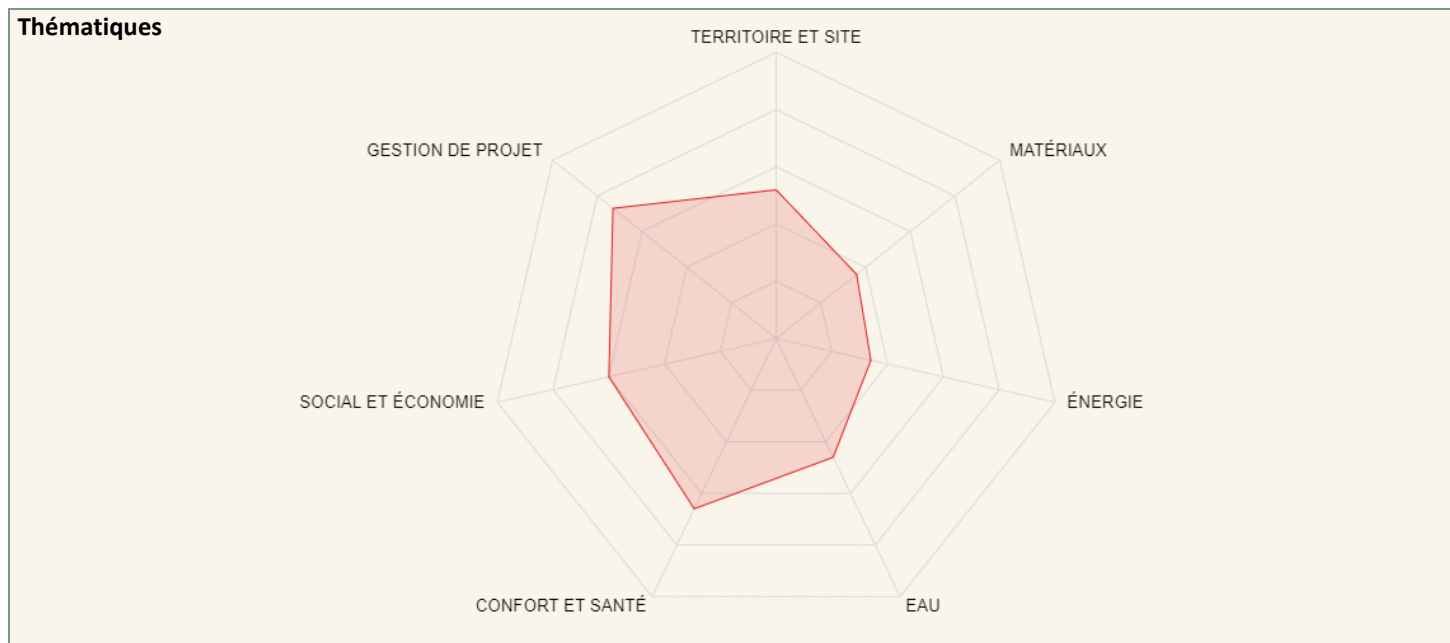 Thématiques
TERRITOIRE ET SITE
GESTION DE PROJET
MATÉRIAUX
SOCIAL ET ÉCONOMIE
ÉNERGIE
CONFORT ET SANTÉ
EAU